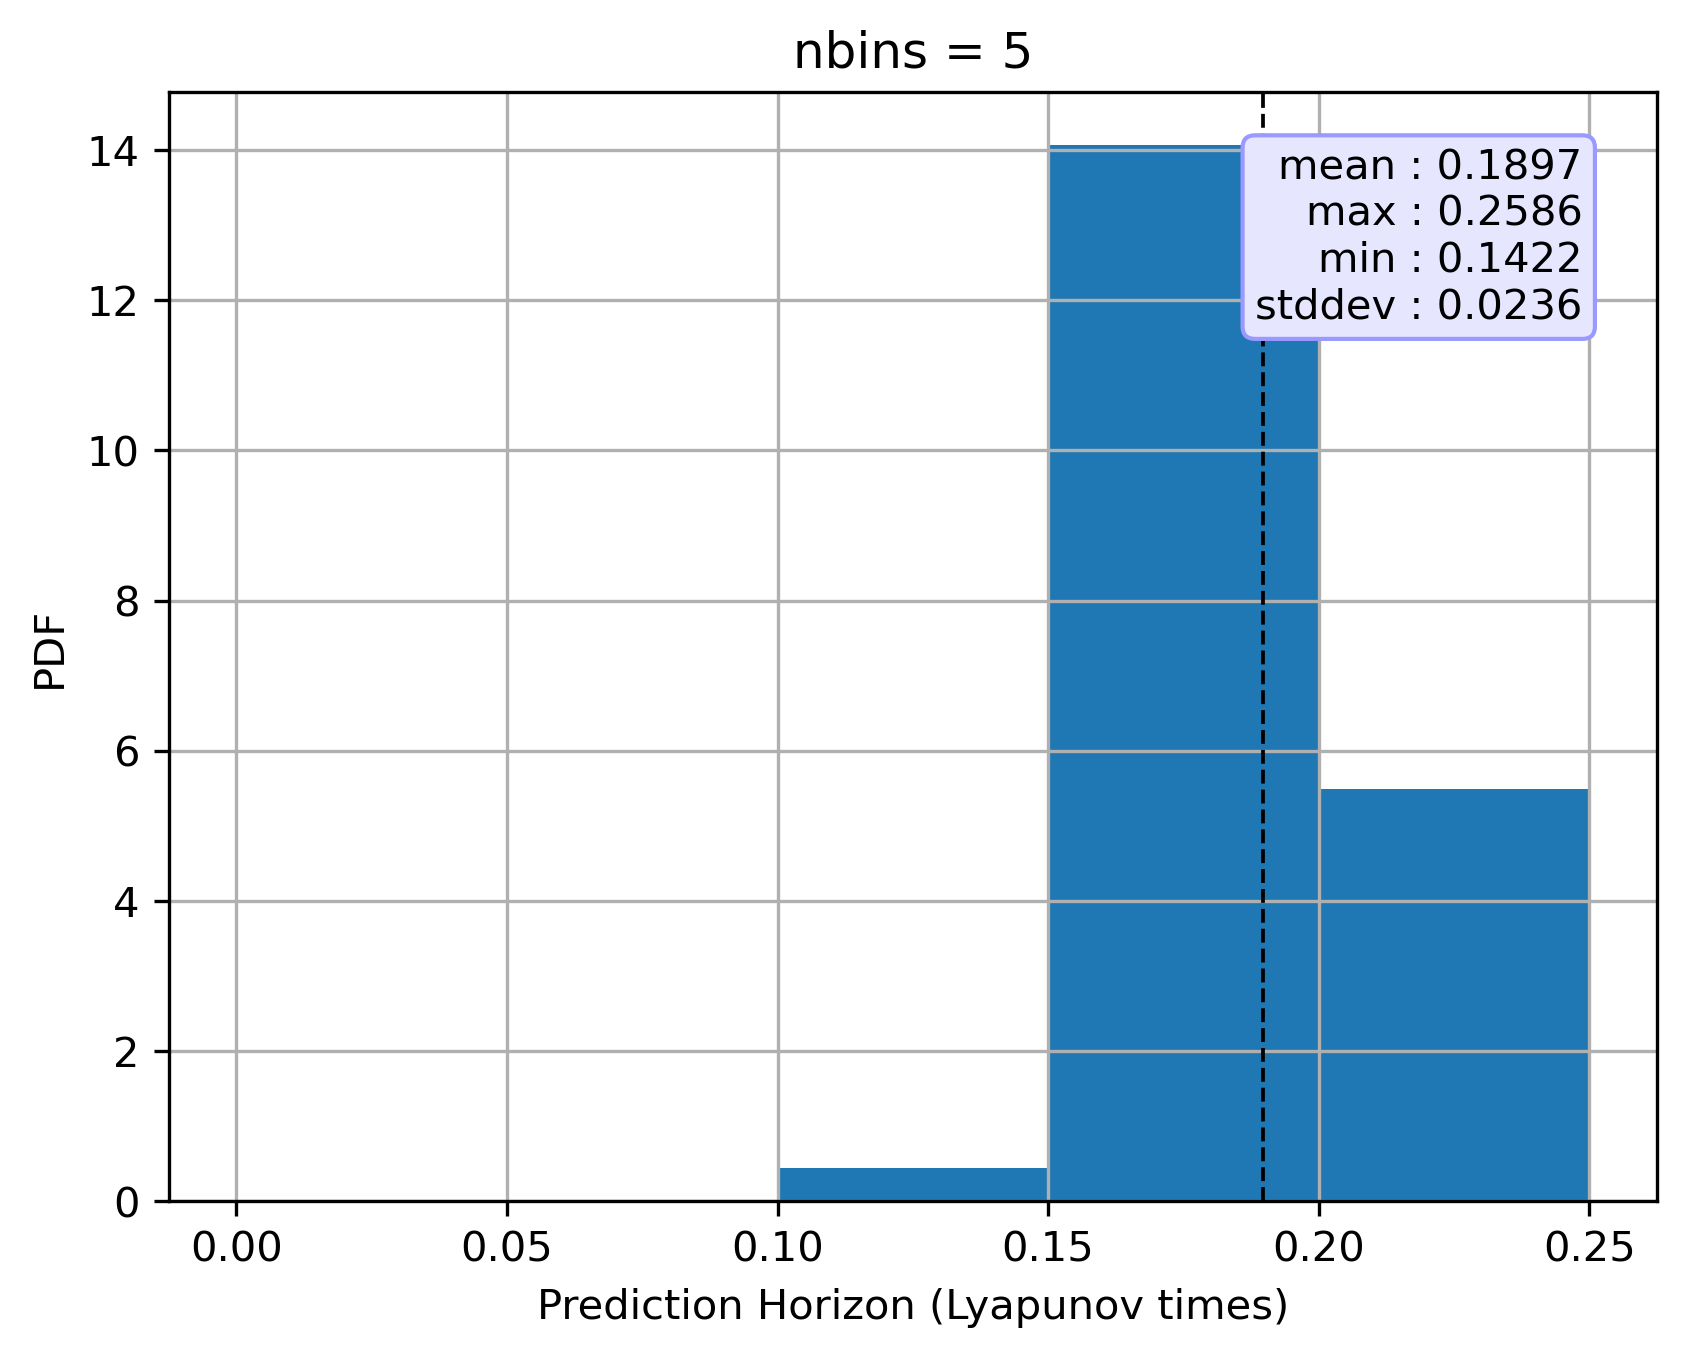 nbins = 5
mean : 0.1897
max : 0.2586
min : 0.1422
stddev : 0.0236
PDF
14
12
10
8
6
4
2
0
0.00 0.05 0.10 0.15 0.20 0.25
Prediction Horizon (Lyapunov times)